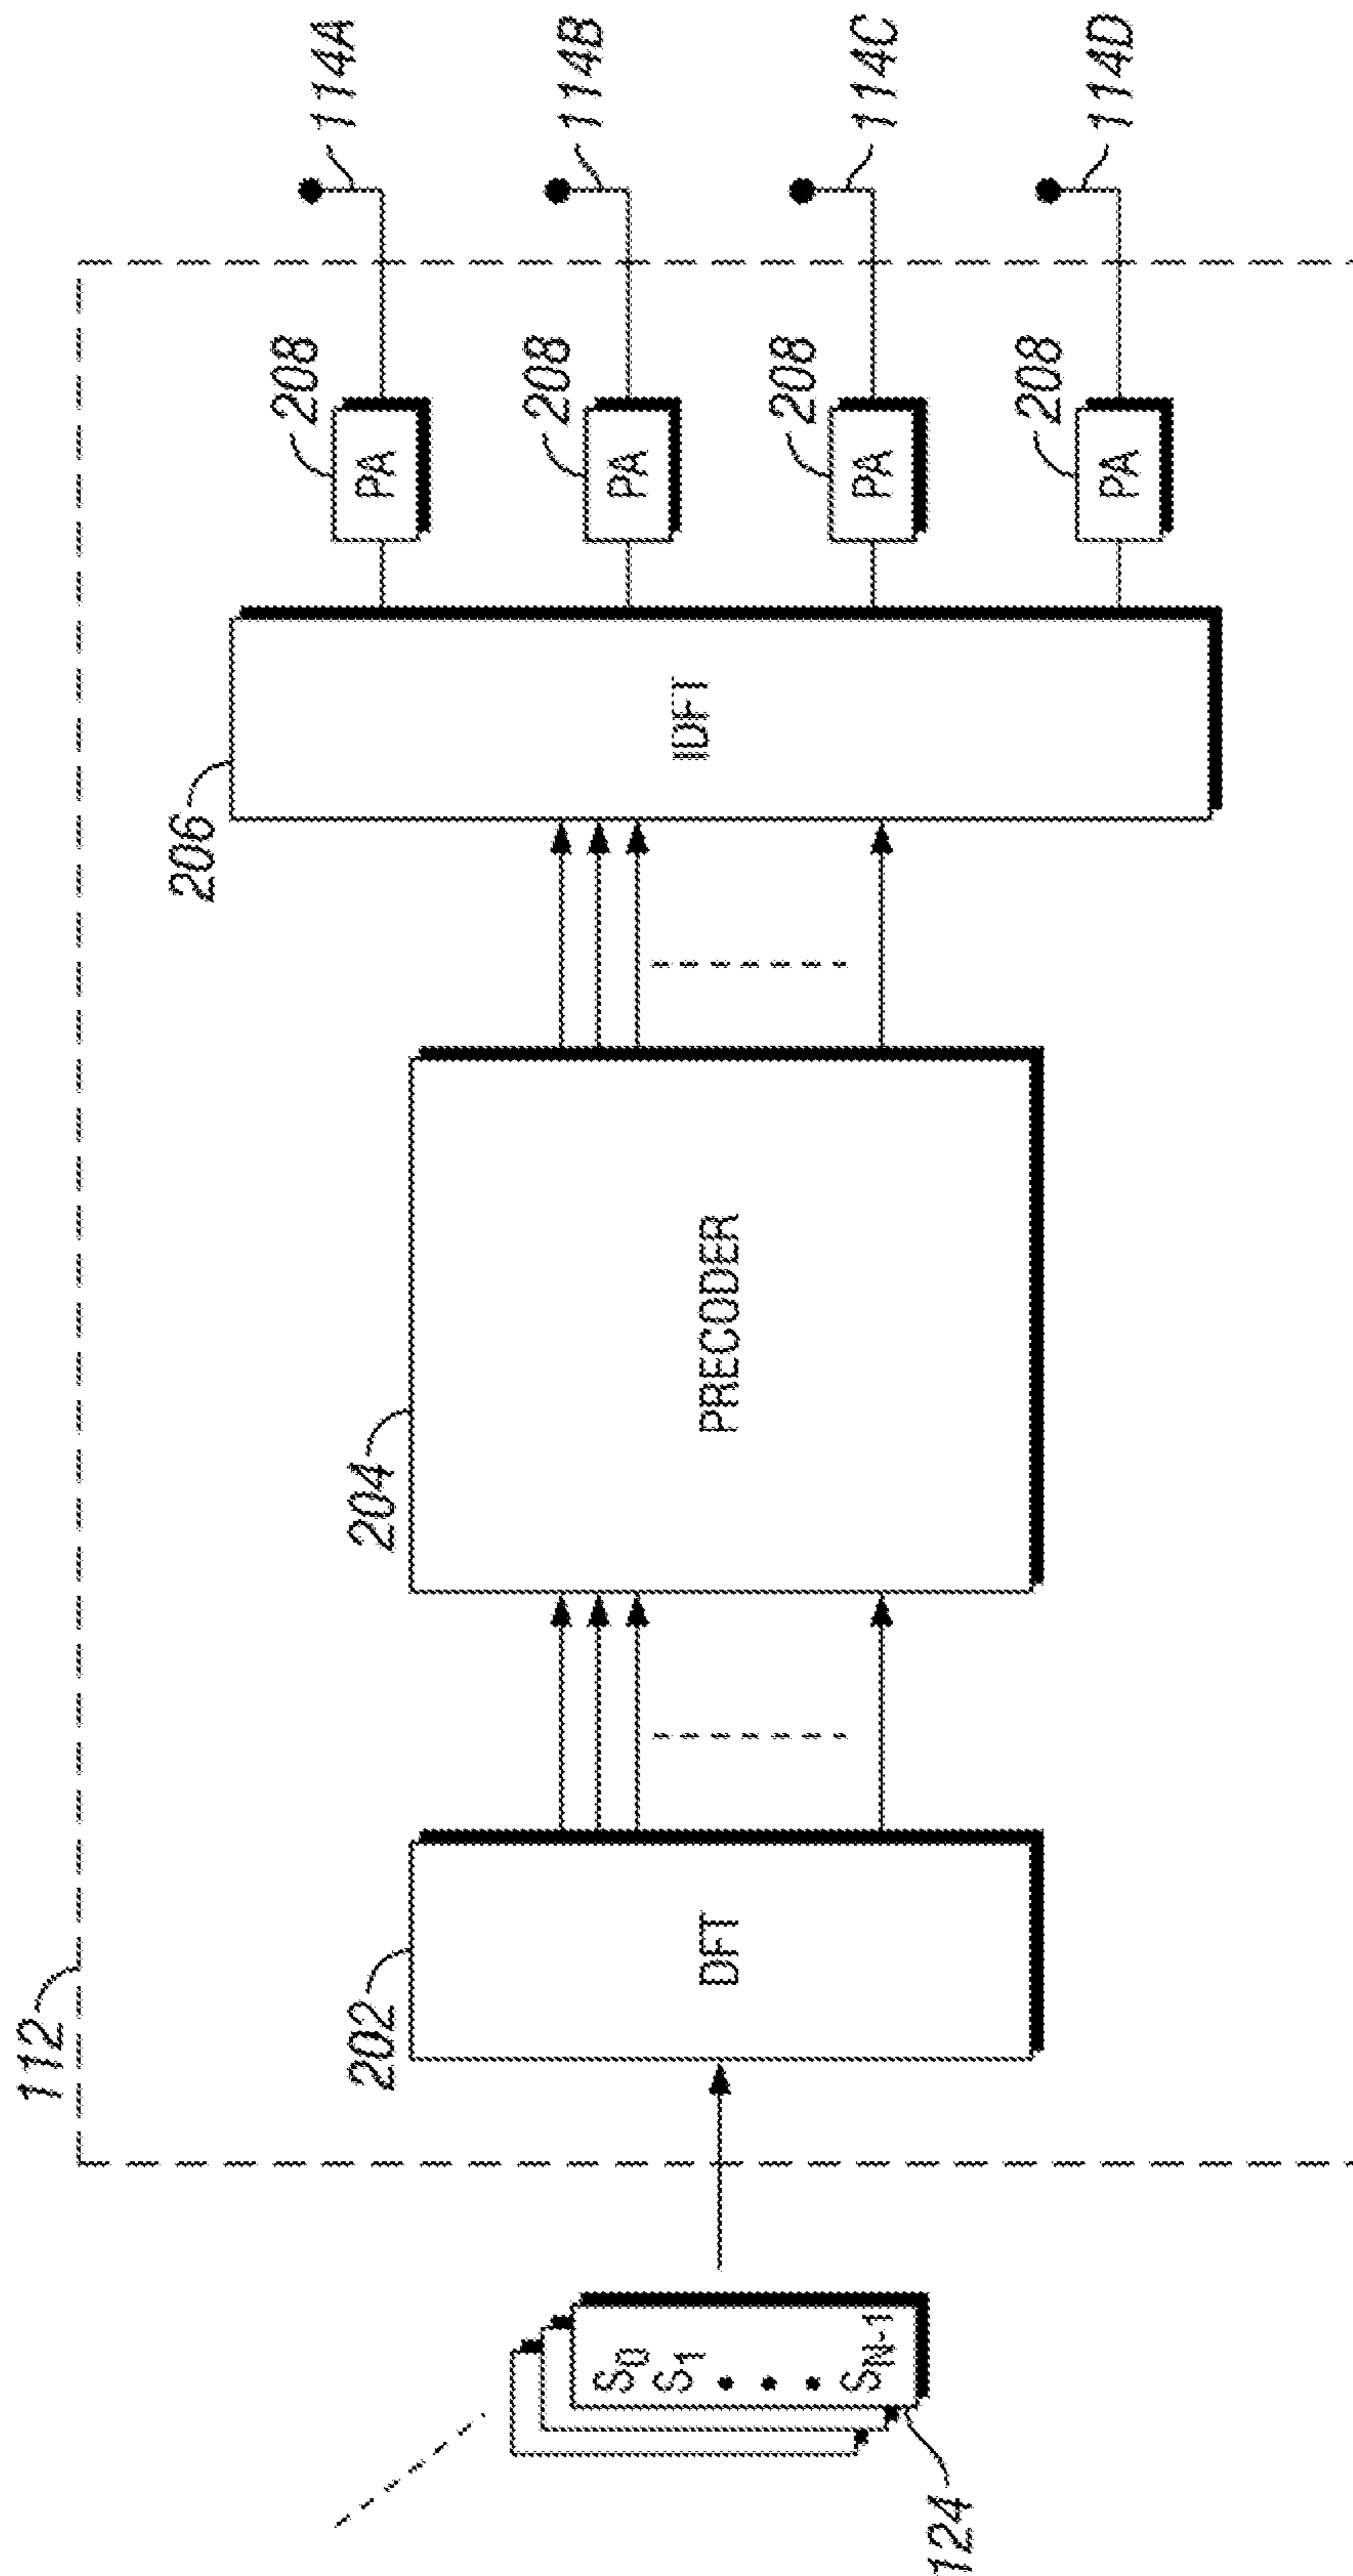 112
202
DFT
204
PRECODER
206
IDFT
208
PA
114A
208
PA
114B
208
PA
114C
208
PA
114D
S0
S1
SN-1
124